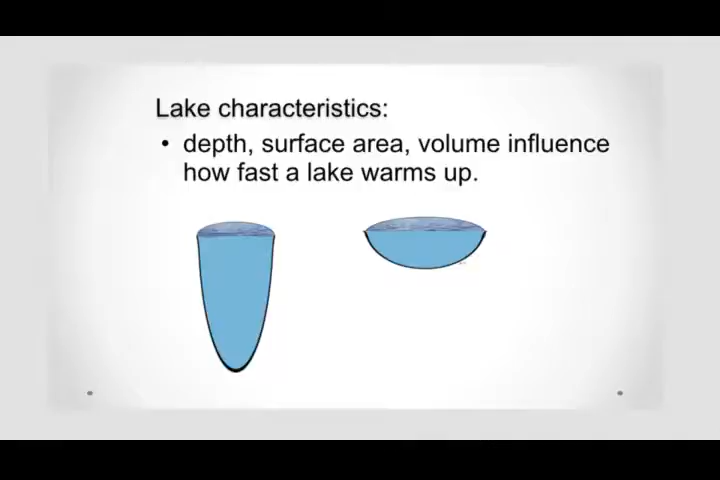 Lake characteristics:
• depth, surface area, volume influence
how fast a lake warms up.